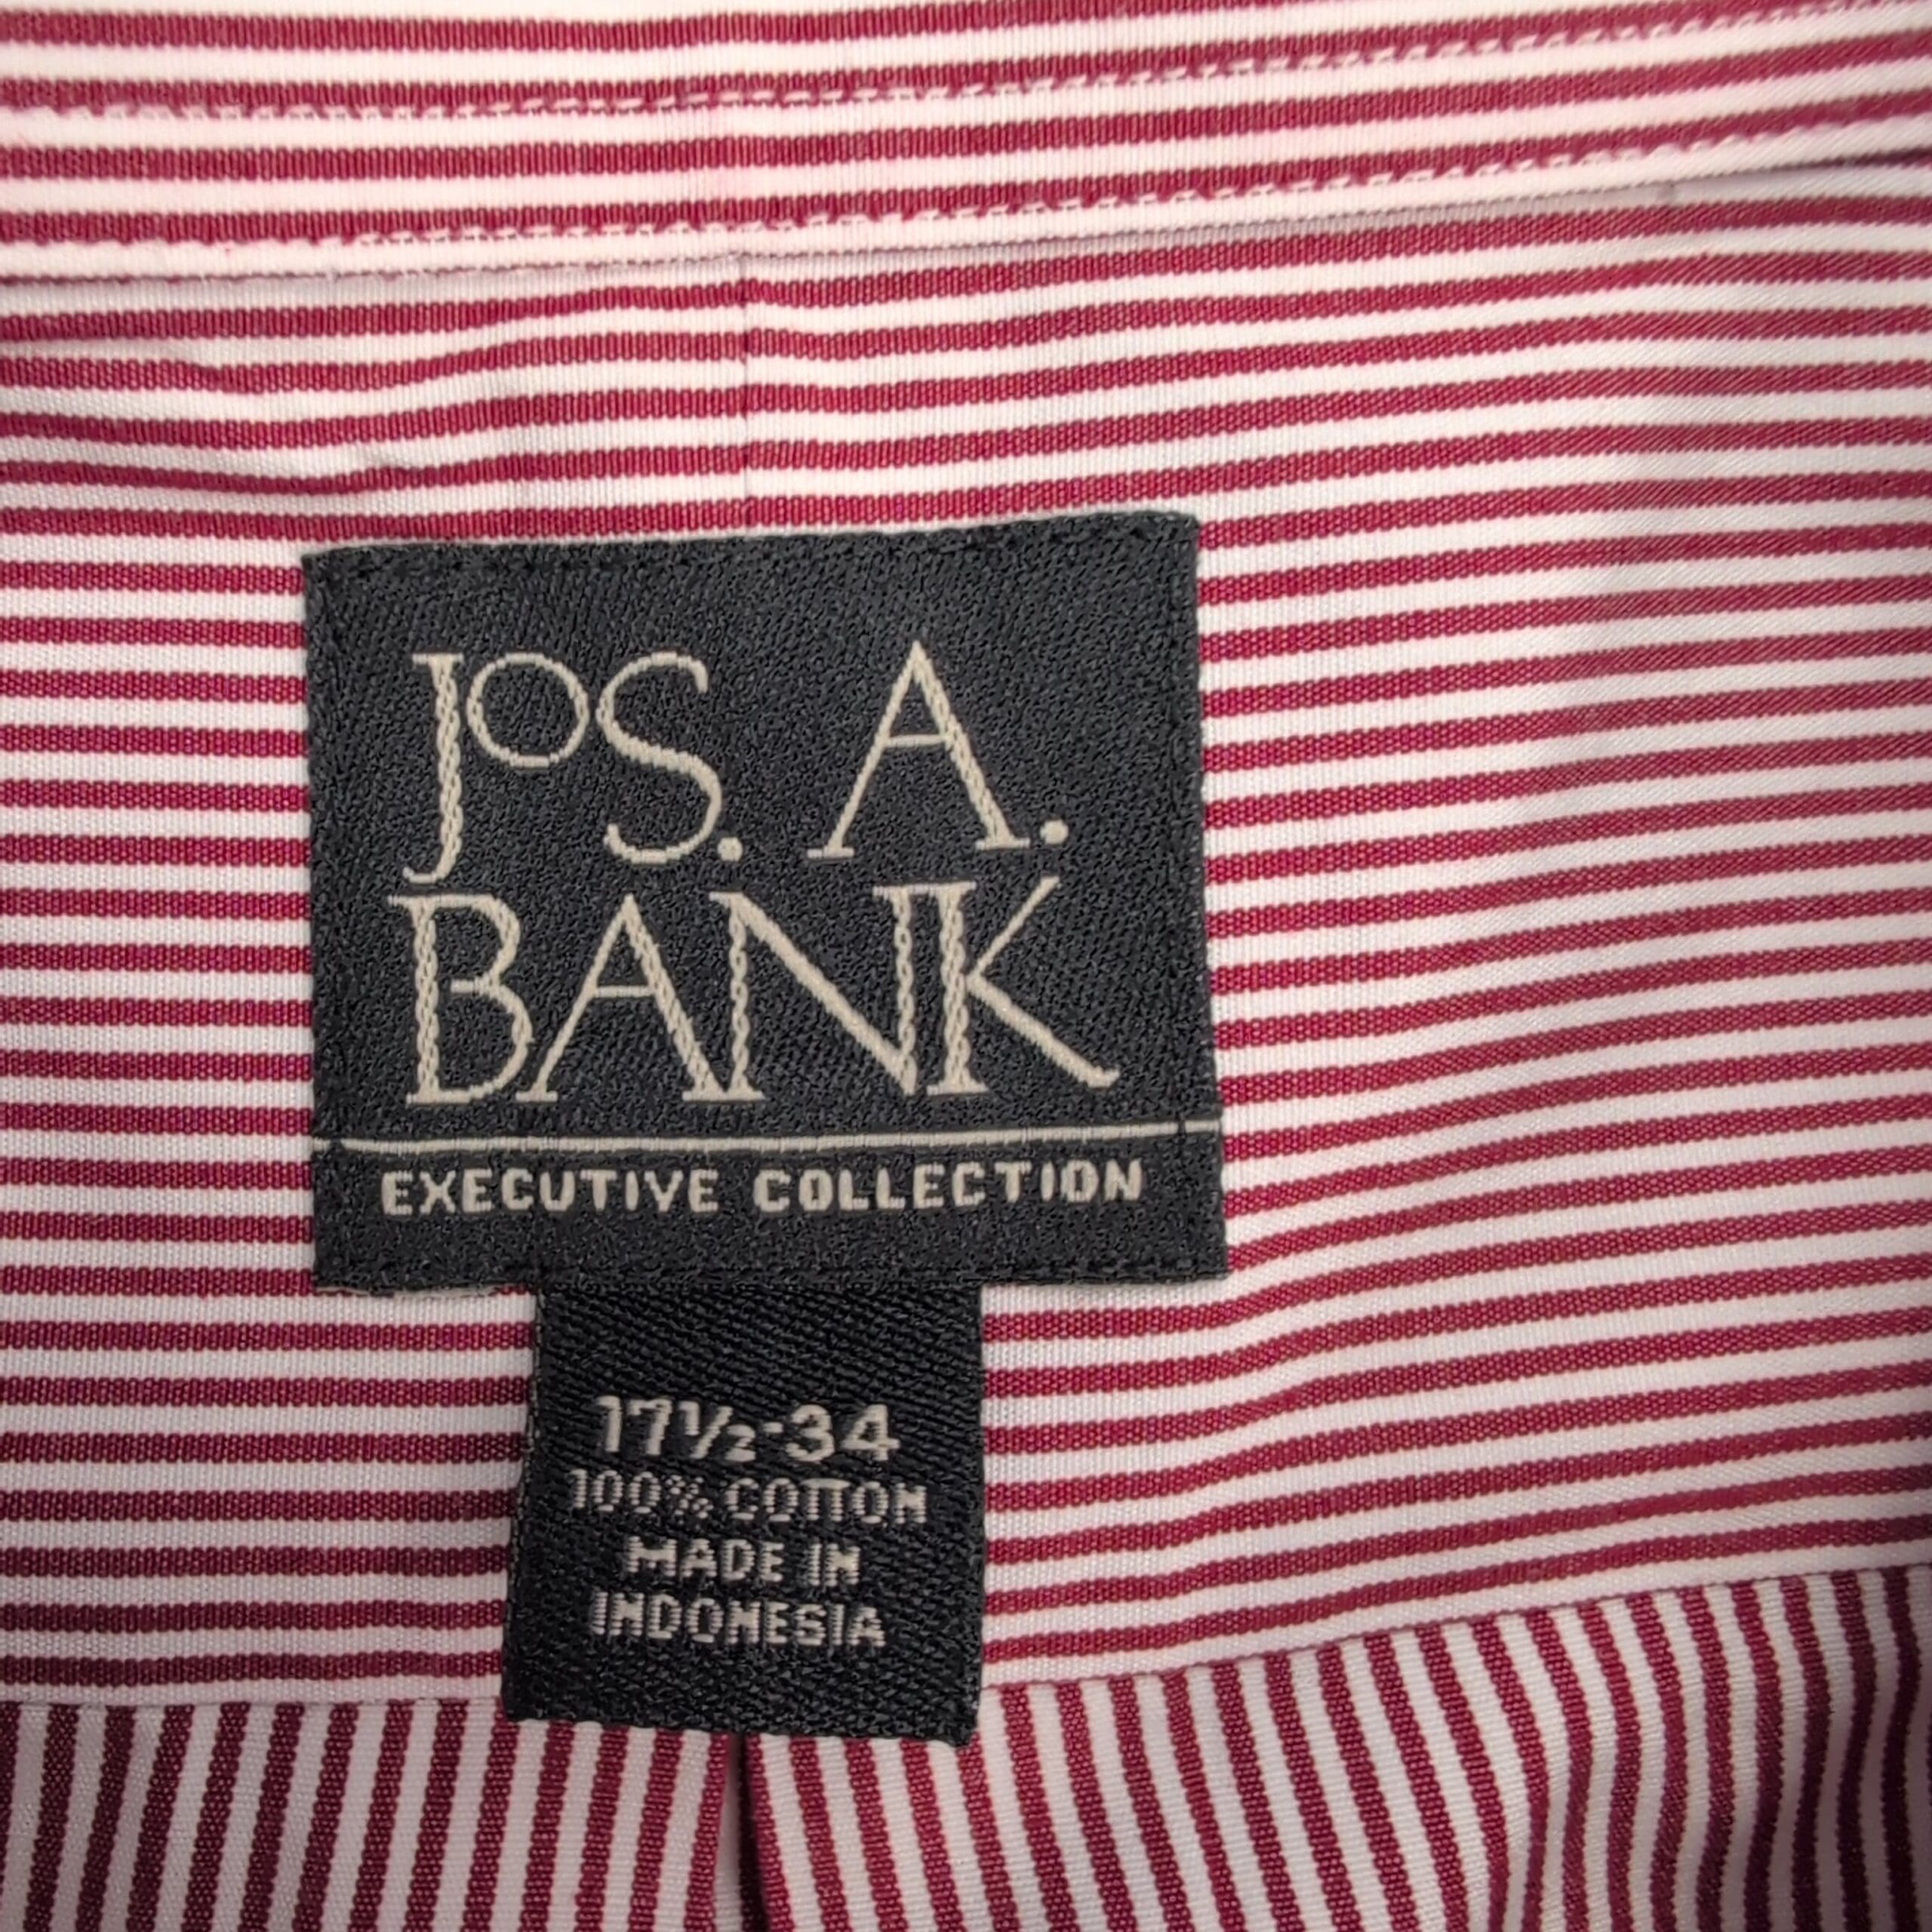 JOS. A.
BANK
EXECUTIVE COLLECTION
17½-34
100% COTTON
MADE IN
INDONESIA